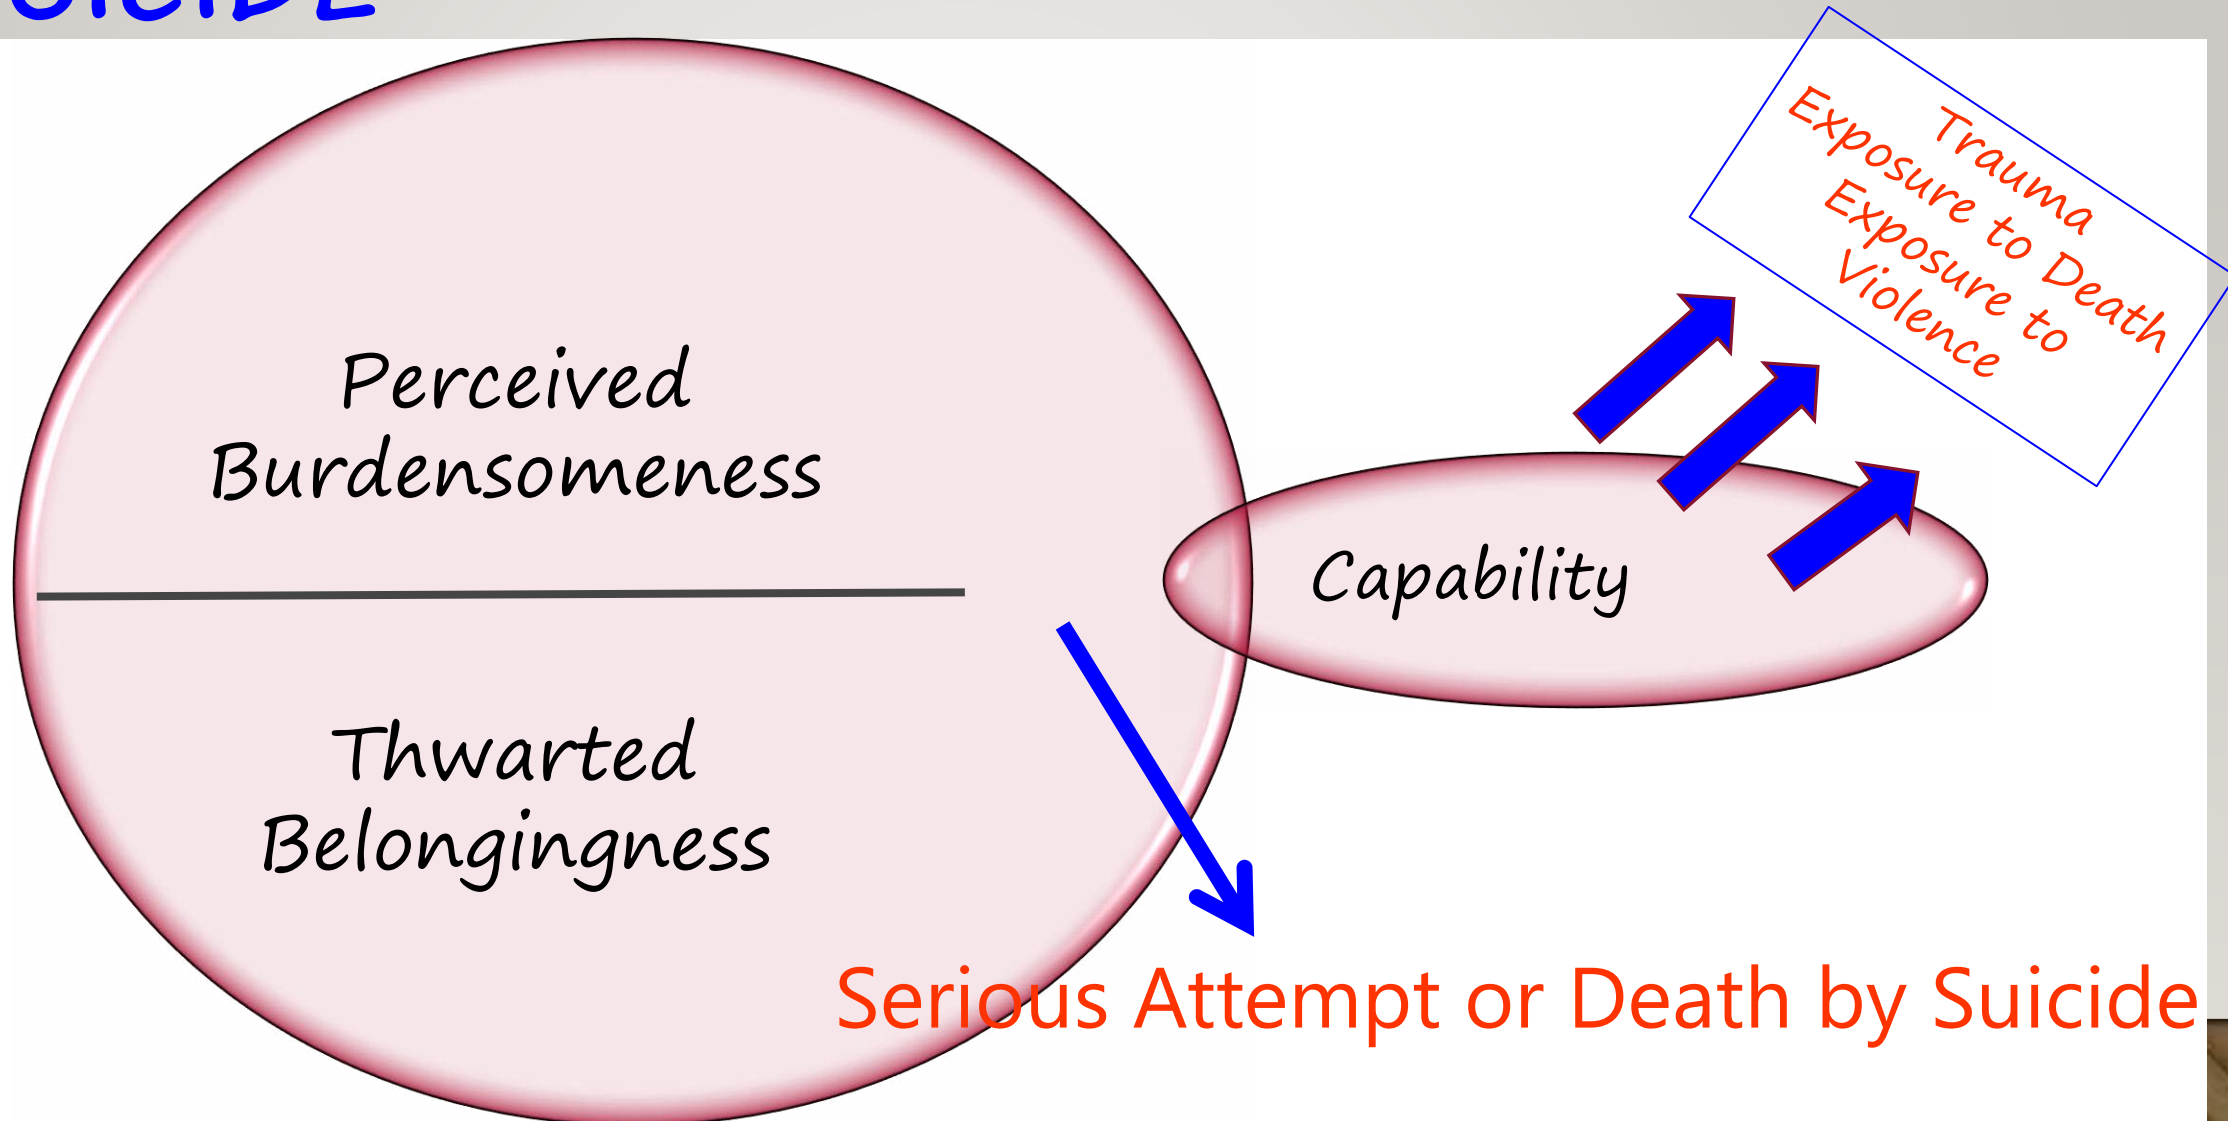 Perceived
Burdensomeness
Thwarted
Belongingness
Capability
Trauma
Exposure to Death
Exposure to
Violence
Serious Attempt or Death by Suicide